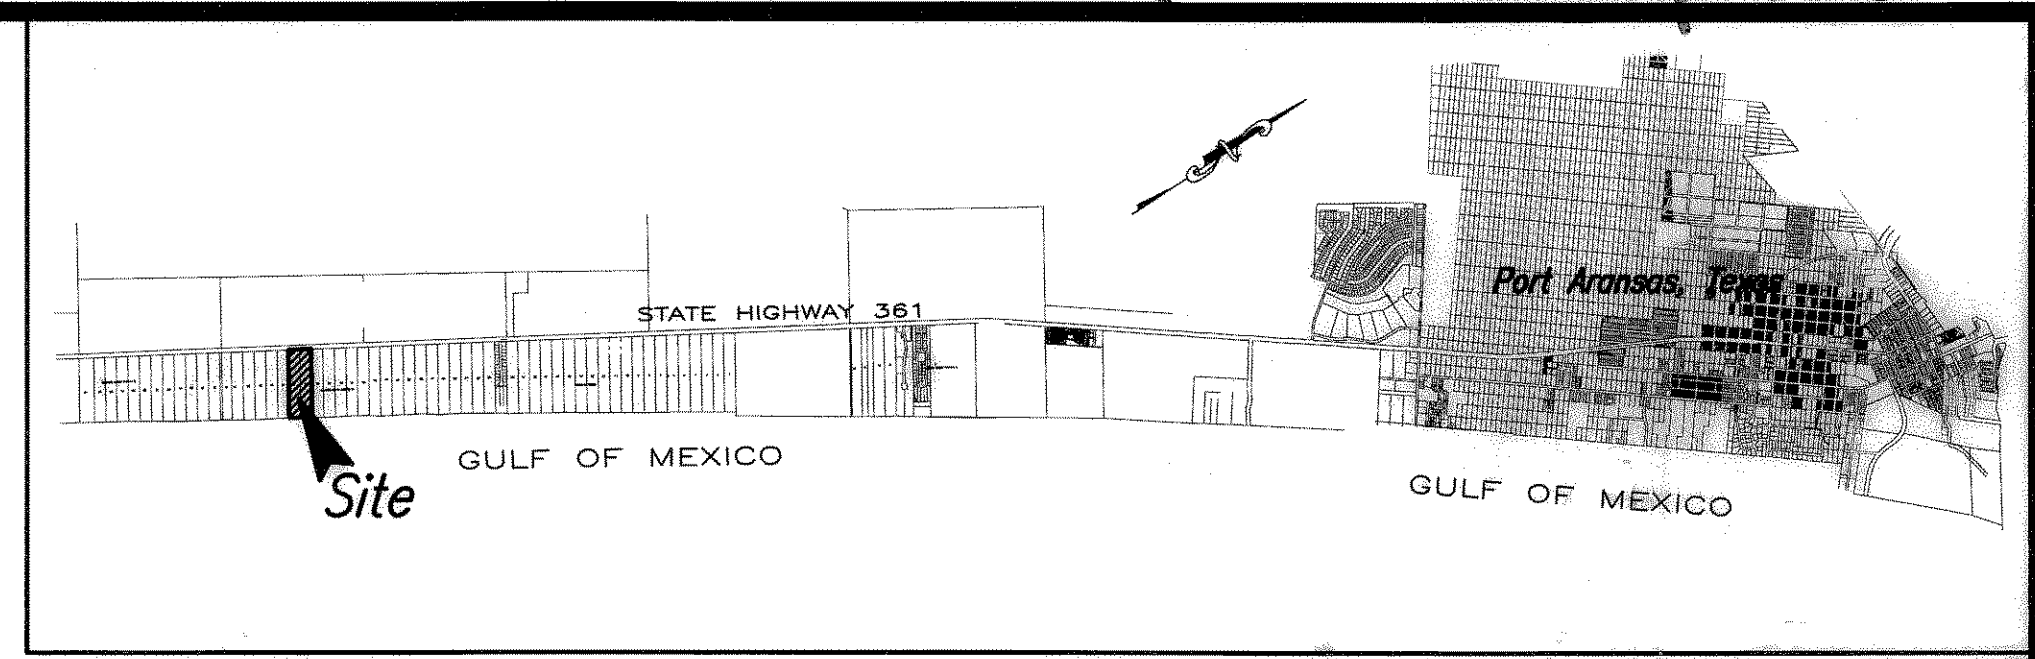 Port Aransas, Texas
STATE HIGHWAY 361
GULF OF MEXICO
Site
GULF OF MEXICO